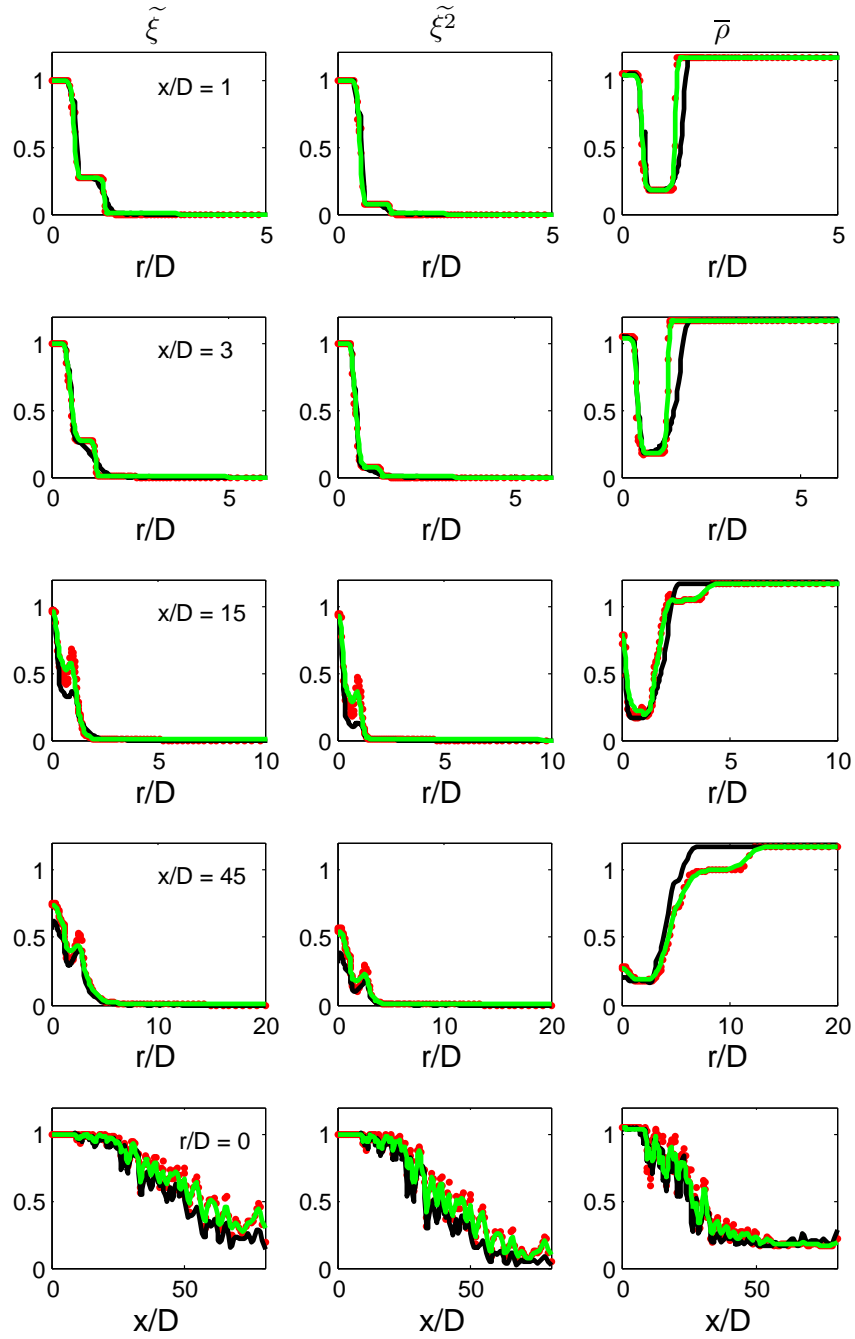 ξ̃ ξ̃² ρ̅
1 0.5 0 x/D = 1 0 5 r/D
1 0.5 0 0 5 r/D
1 0.5 0 0 5 r/D
1 0.5 0 x/D = 3 0 5 r/D
1 0.5 0 0 5 r/D
1 0.5 0 0 5 r/D
1 0.5 0 x/D = 15 0 5 10 r/D
1 0.5 0 0 5 10 r/D
1 0.5 0 0 5 10 r/D
1 0.5 0 x/D = 45 0 10 20 r/D
1 0.5 0 0 10 20 r/D
1 0.5 0 0 10 20 r/D
1 0.5 0 r/D = 0 0 50 x/D
1 0.5 0 0 50 x/D
1 0.5 0 0 50 x/D